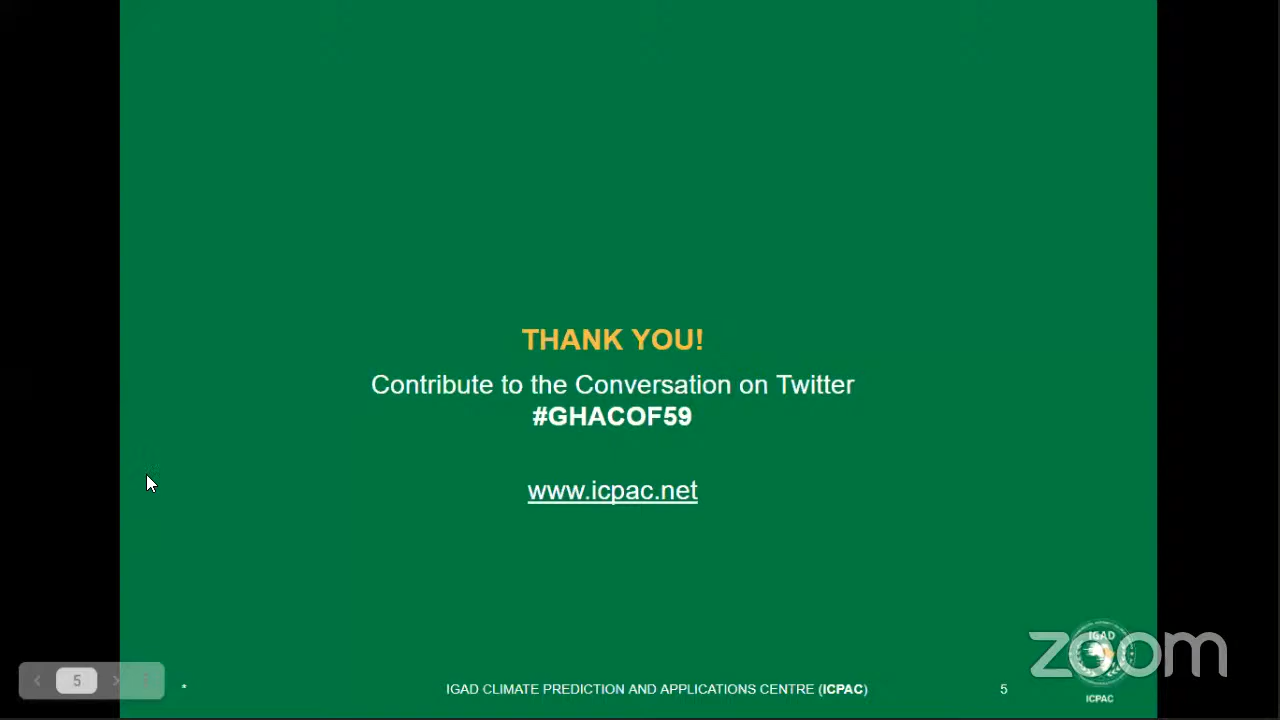 THANK YOU!
Contribute to the Conversation on Twitter
#GHACOF59
www.icpac.net
5
*
IGAD CLIMATE PREDICTION AND APPLICATIONS CENTRE (ICPAC)
5
IGAD
ICPAC
zoom